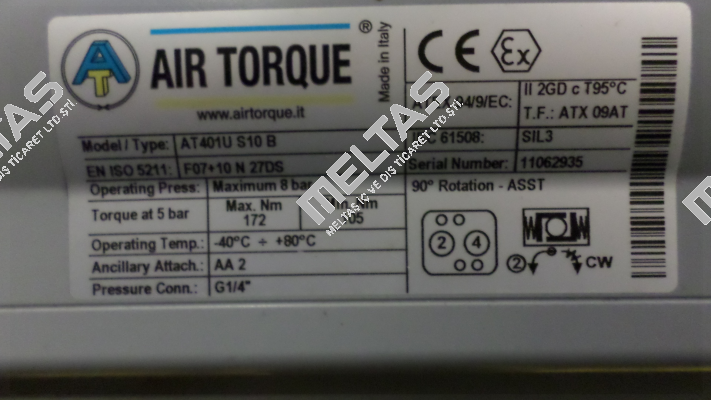 AT
AIR TORQUE ®
www.airtorque.it
Made in Italy
CE Ex
Model / Type: AT401U S10 B
EN ISO 5211: F07+10 N 27DS
Operating Press: Maximum 8 bar
Torque at 5 bar
Max. Nm
172
Operating Temp.: -40°C ÷ +80°C
Ancillary Attach.: AA 2
Pressure Conn.: G1/4"
II 2GD c T95°C
T.F.: ATX 09AT
61508: SIL3
Serial Number: 11062935
90° Rotation - ASST
2 4
2 CW
MELTAS
MELTAS İÇ VE DIŞ TİCARET LTD ŞTİ.